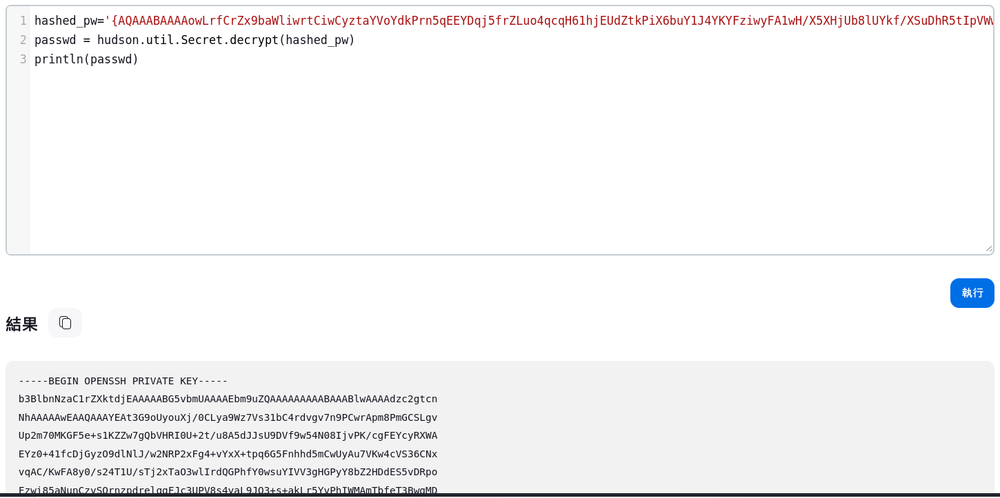 1 hashed_pw='{AQAAABAAAAowLrfCrZx9baWliwrtCiwCyztaYVoYdkPrn5qEEYDqj5frZLuo4qcqH61hjEUdZtkPiX6buY1J4YKYFziwyFA1wH/X5XHjUb8lUYkf/XSuDhR5tIpVWw
2 passwd = hudson.util.Secret.decrypt(hashed_pw)
3 println(passwd)
執行
結果
-----BEGIN OPENSSH PRIVATE KEY-----
b3BlbnNzaC1rZXktdjEAAAAABG5vbmUAAAAEbm9uZQAAAAAAAAABAAABlwAAAAdzc2gtcn
NhAAAAAwEAAQAAAYEAt3G9oUyouXj/0CLya9Wz7Vs31bC4rdvgv7n9PCwrApm8PmGCSLgv
Up2m70MKGF5e+s1KZZw7gQbVHRI0U+2t/u8A5dJJsU9DVf9w54N08IjvPK/cgFEYcyRXWA
EYz0+41fcDjGyzO9dlNlJ/w2NRP2xFg4+vYxX+tpq6G5Fnhhd5mCwUyAu7VKw4cVS36CNx
vqAC/KwFA8y0/s24T1U/sTj2xTaO3wlIrdQGPhfY0wsuYIVV3gHGPyY8bZ2HDdES5vDRpo
Fzwi85aNunCzvSQrnzpdrelqqFJc3UPV8s4yaL9JO3+s+akLr5YvPhIWMAmTbfeT3BwgMD